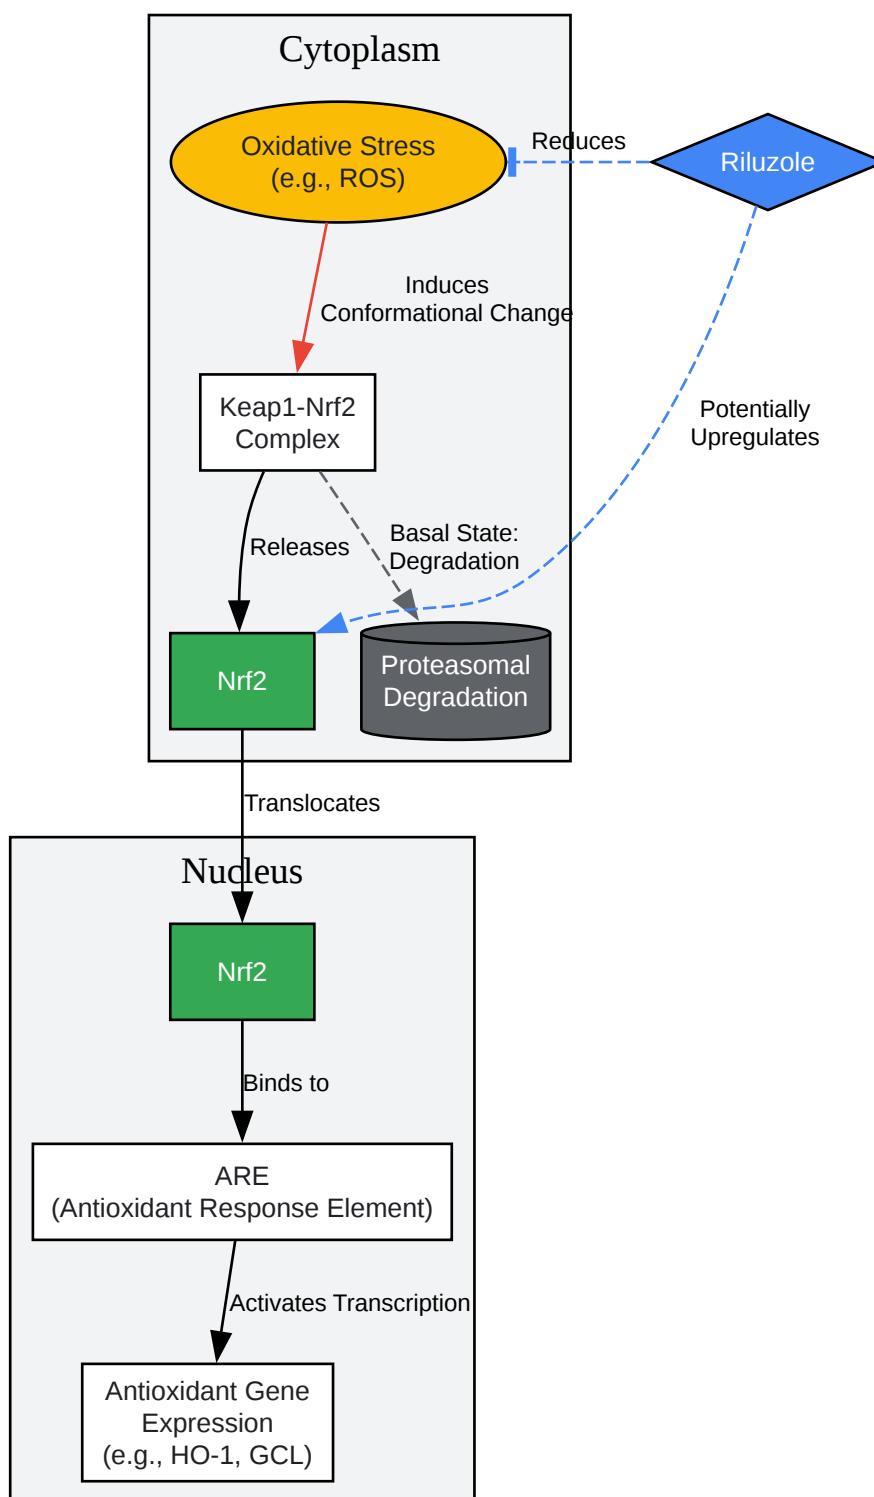 Cytoplasm
Oxidative Stress
(e.g., ROS)
Reduces
Riluzole
Induces
Conformational Change
Keap1-Nrf2
Complex
Potentially
Upregulates
Releases
Basal State:
Degradation
Nrf2
Proteasomal
Degradation
Translocates
Nucleus
Nrf2
Binds to
ARE
(Antioxidant Response Element)
Activates Transcription
Antioxidant Gene
Expression
(e.g., HO-1, GCL)